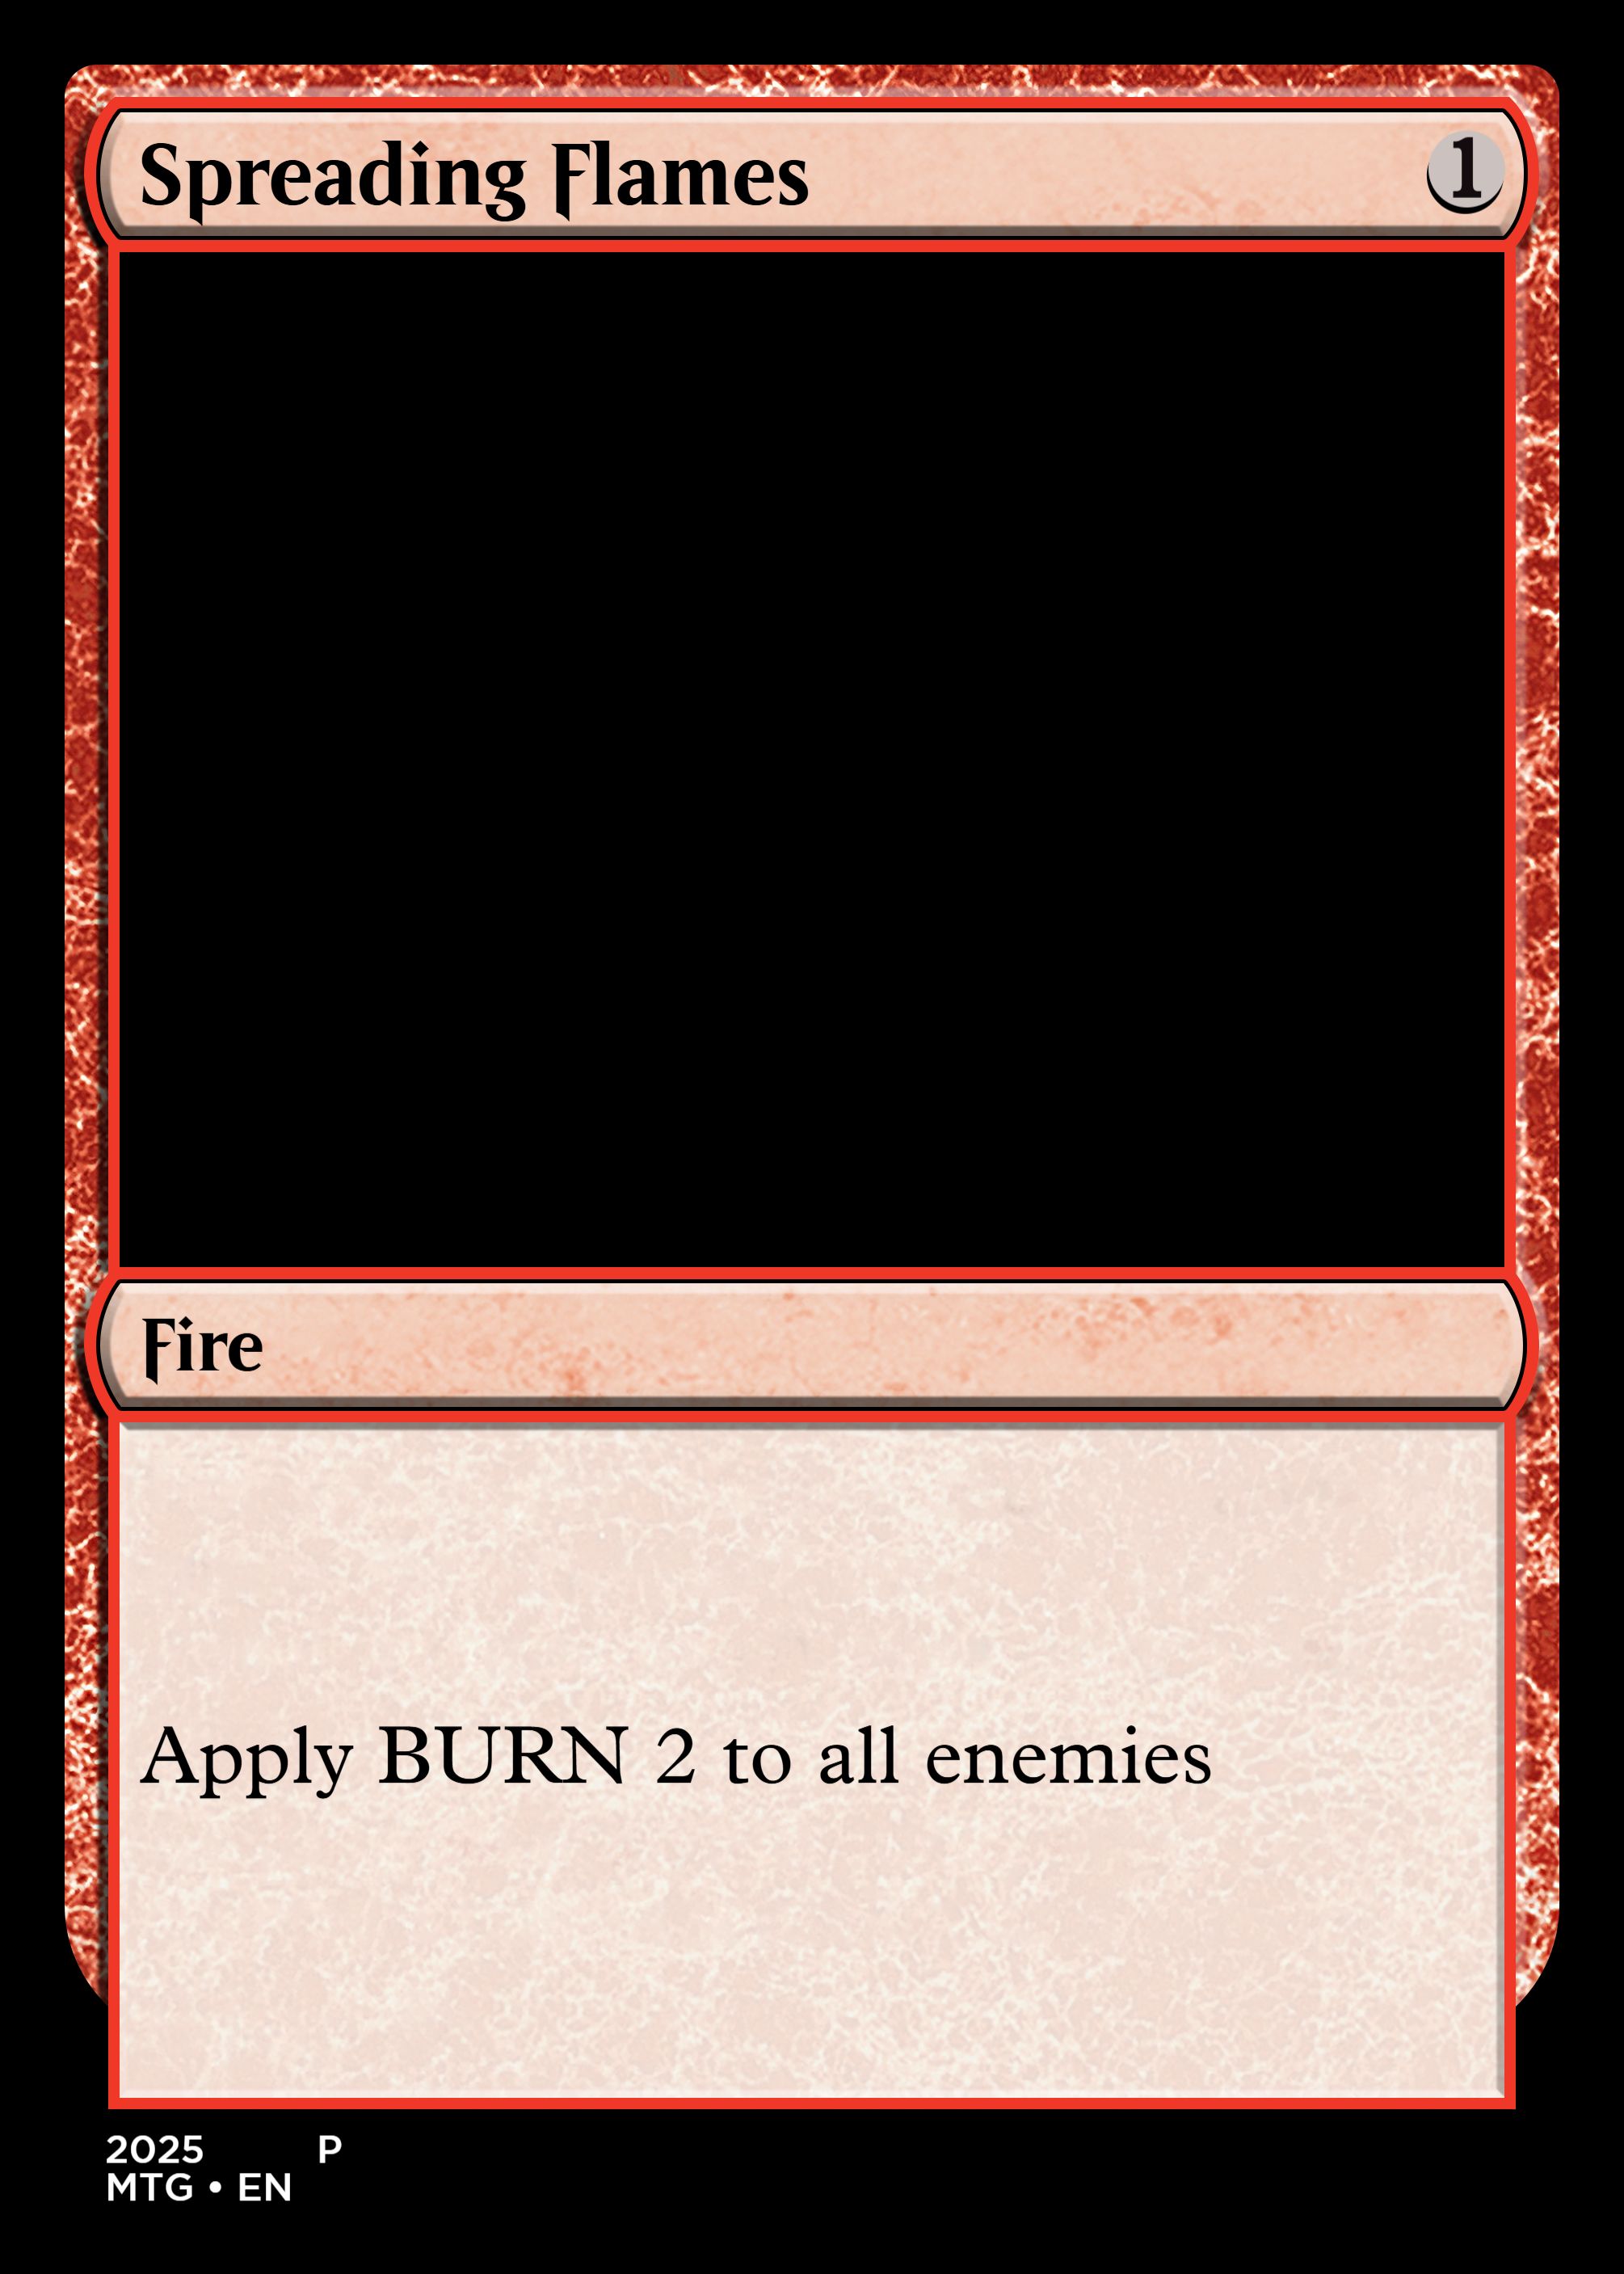 Spreading Flames 1
Fire
Apply BURN 2 to all enemies
2025 P
MTG • EN